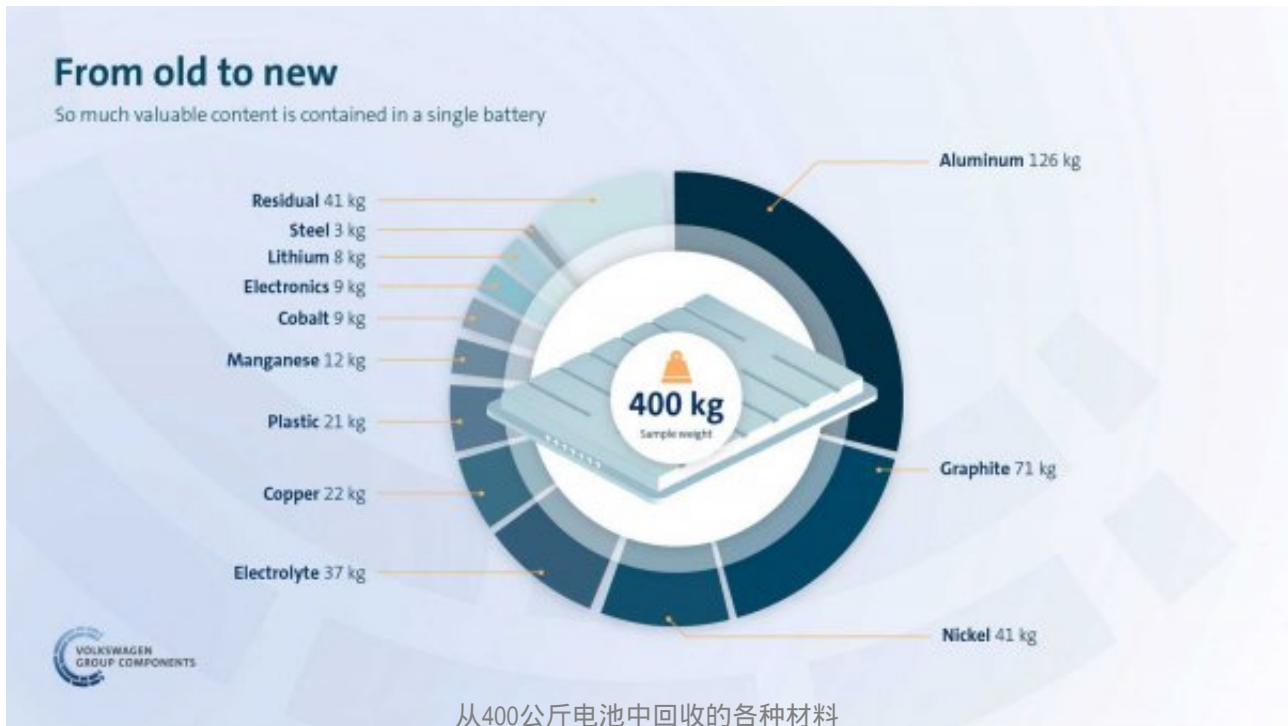 From old to new
So much valuable content is contained in a single battery
Aluminum 126 kg
Residual 41 kg
Steel 3 kg
Lithium 8 kg
Electronics 9 kg
Cobalt 9 kg
Manganese 12 kg
Plastic 21 kg
Copper 22 kg
Electrolyte 37 kg
400 kg
Sample weight
Graphite 71 kg
Nickel 41 kg
VOLKSWAGEN
GROUP COMPONENTS
从400公斤电池中回收的各种材料